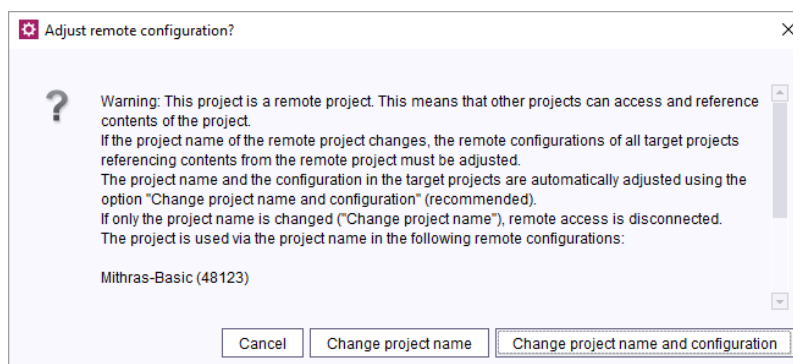 Adjust remote configuration?
Warning: This project is a remote project. This means that other projects can access and reference
contents of the project.
If the project name of the remote project changes, the remote configurations of all target projects
referencing contents from the remote project must be adjusted.
The project name and the configuration in the target projects are automatically adjusted using the
option "Change project name and configuration" (recommended).
If only the project name is changed ("Change project name"), remote access is disconnected.
The project is used via the project name in the following remote configurations:
Mithras-Basic (48123)
Cancel
Change project name
Change project name and configuration